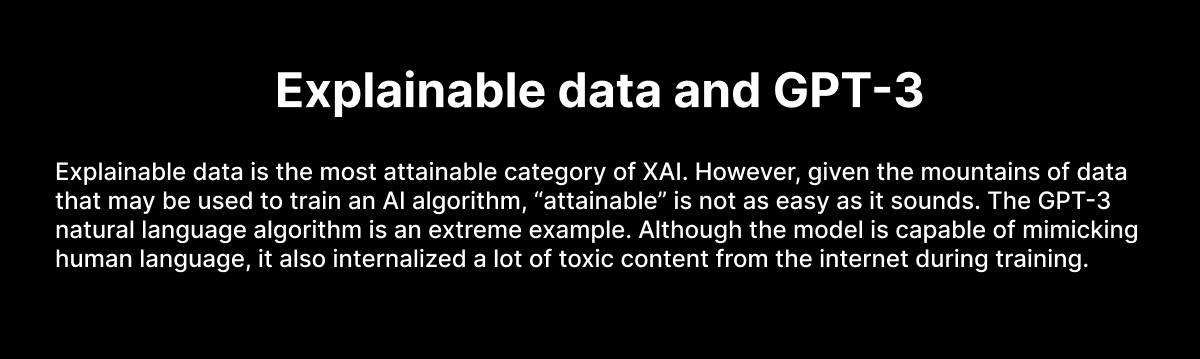 Explainable data and GPT-3
Explainable data is the most attainable category of XAI. However, given the mountains of data
that may be used to train an AI algorithm, “attainable” is not as easy as it sounds. The GPT-3
natural language algorithm is an extreme example. Although the model is capable of mimicking
human language, it also internalized a lot of toxic content from the internet during training.